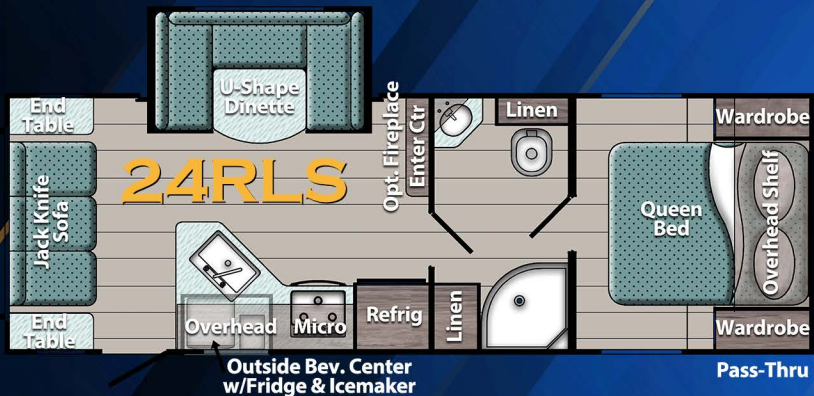 End
Table
U-Shape
Dinette
Opt. Fireplace
Enter Ctr
Linen
Wardrobe
24RLS
Jack Knife
Sofa
Queen
Bed
Overhead Shelf
End
Table
Overhead
Micro
Refrig
Linen
Wardrobe
Outside Bev. Center
w/Fridge & Icemaker
Pass-Thru